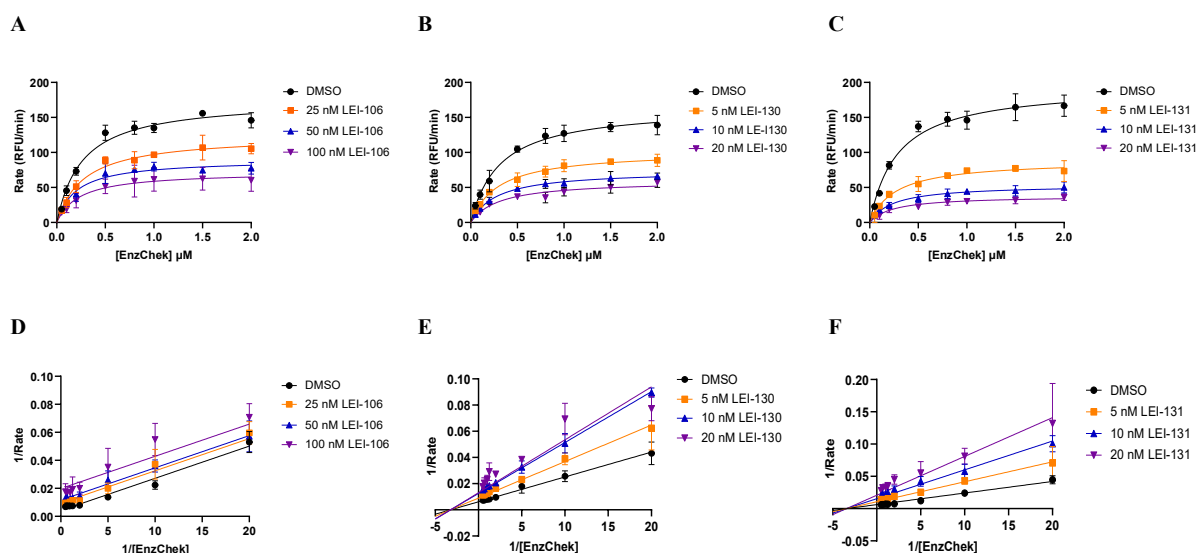 A
Rate (RFU/min)
200
150
100
50
0
0.0 0.5 1.0 1.5 2.0
[EnzChek] µM
DMSO
25 nM LEI-106
50 nM LEI-106
100 nM LEI-106
B
Rate (RFU/min)
200
150
100
50
0
0.0 0.5 1.0 1.5 2.0
[EnzChek] µM
DMSO
5 nM LEI-130
10 nM LEI-130
20 nM LEI-130
C
Rate (RFU/min)
200
150
100
50
0
0.0 0.5 1.0 1.5 2.0
[EnzChek] µM
DMSO
5 nM LEI-131
10 nM LEI-131
20 nM LEI-131
D
1/Rate
0.10
0.08
0.06
0.04
0.02
0.00
0 5 10 15 20
1/[EnzChek]
DMSO
25 nM LEI-106
50 nM LEI-106
100 nM LEI-106
E
1/Rate
0.10
0.08
0.06
0.04
0.02
0.00
-0.02
-5 5 10 15 20
1/[EnzChek]
DMSO
5 nM LEI-130
10 nM LEI-130
20 nM LEI-130
F
1/Rate
0.20
0.15
0.10
0.05
0.00
-0.05
-5 5 10 15 20
1/[EnzChek]
DMSO
5 nM LEI-131
10 nM LEI-131
20 nM LEI-131